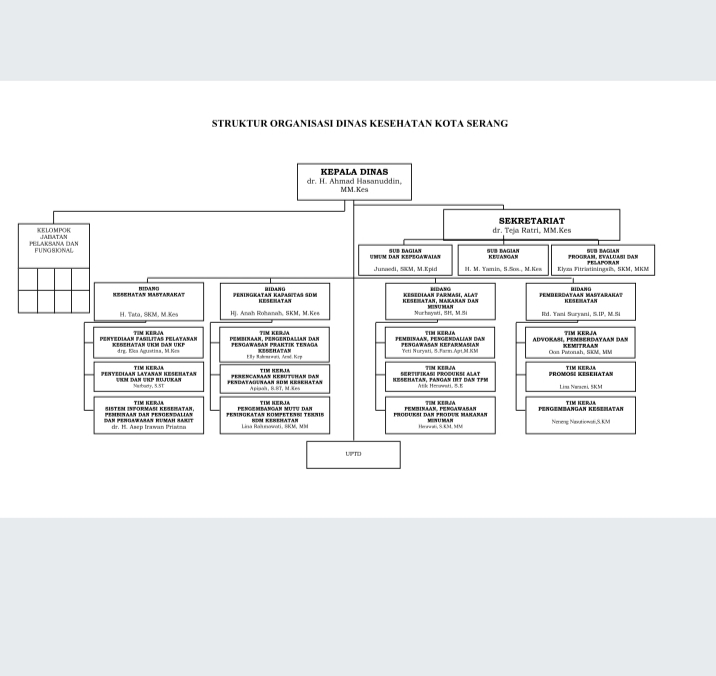 STRUKTUR ORGANISASI DINAS KESEHATAN KOTA SERANG
KEPALA DINAS
dr. H. Ahmad Hasanuddin,
MM.Kes
KELOMPOK
JABATAN
PELAKSANA DAN
FUNGSIONAL
SEKRETARIAT
dr. Teja Ratri, MM.Kes
SUB BAGIAN
UMUM DAN KEPEGAWAIAN
Junaedi, SKM, M.Epid
SUB BAGIAN
KEUANGAN
H. M. Yamin, S.Sos., M.Kes
SUB BAGIAN
PROGRAM, EVALUASI DAN
PELAPORAN
Elyza Fitriatiningsih, SKM, MKM
BIDANG
KESEHATAN MASYARAKAT
H. Tata, SKM, M.Kes
BIDANG
PENINGKATAN KAPASITAS SDM
KESEHATAN
Hj. Anah Rohanah, SKM, M.Kes
BIDANG
KESEDIAAN FARMASI, ALAT
KESEHATAN, MAKANAN DAN
MINUMAN
Nurhayati, SH, M.Si
BIDANG
PEMBERDAYAAN MASYARAKAT
KESEHATAN
Rd. Yani Suryani, S.IP, M.Si
TIM KERJA
PENYEDIAAN FASILITAS PELAYANAN
KESEHATAN UKM DAN UKP
drg. Eka Agustina, M.Kes
TIM KERJA
PEMBINAAN, PENGENDALIAN DAN
PENGAWASAN PRAKTIK TENAGA
KESEHATAN
Elly Rahmawati, Amd. Kep
TIM KERJA
PEMBINAAN, PENGENDALIAN DAN
PENGAWASAN KEFARMASIAN
Yeti Nuryati, S.Farm.Apt,M.KM
TIM KERJA
ADVOKASI, PEMBERDAYAAN DAN
KEMITRAAN
Oon Patonah, SKM, MM
TIM KERJA
PENYEDIAAN LAYANAN KESEHATAN
UKM DAN UKP RUJUKAN
S.ST
TIM KERJA
PERENCANAAN KEBUTUHAN DAN
PENDAYAGUNAAN SDM KESEHATAN
S.ST, M.Kes
TIM KERJA
SERTIFIKASI PRODUKSI ALAT
KESEHATAN, PANGAN IRT DAN TPM
Atik Herawati, S.E
TIM KERJA
PROMOSI KESEHATAN
Lina Nuraeni, SKM
TIM KERJA
SISTEM INFORMASI KESEHATAN,
PEMBINAAN DAN PENGENDALIAN
DAN PENGAWASAN RUMAH SAKIT
dr. H. Asep Irawan Priatna
TIM KERJA
PENGEMBANGAN MUTU DAN
PENINGKATAN KOMPETENSI TEKNIS
SDM KESEHATAN
Lina Rahmawati, SKM, MM
TIM KERJA
PEMBINAAN, PENGAWASAN
PRODUKSI DAN PRODUK MAKANAN
MINUMAN
Herawati, S.KM, MM
TIM KERJA
PENGEMBANGAN KESEHATAN
Neneng Nasutiowati,S.KM
UPTD